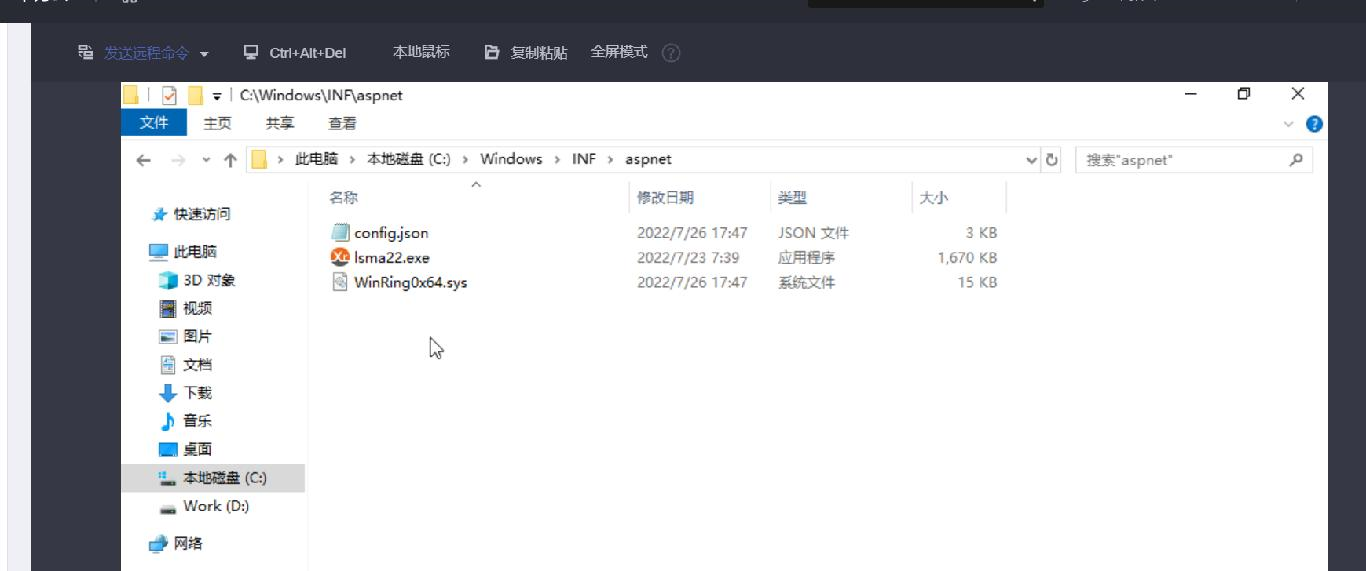 发送远程命令 Ctrl+Alt+Del 本地鼠标 复制粘贴 全屏模式 ?
C:\Windows\INF\aspnet
文件 主页 共享 查看 ?
此电脑 本地磁盘 (C:) Windows INF aspnet 搜索"aspnet"
名称 修改日期 类型 大小
config.json 2022/7/26 17:47 JSON 文件 3 KB
lsma22.exe 2022/7/23 7:39 应用程序 1,670 KB
WinRing0x64.sys 2022/7/26 17:47 系统文件 15 KB
快速访问
此电脑
3D 对象
视频
图片
文档
下载
音乐
桌面
本地磁盘 (C:)
Work (D:)
网络